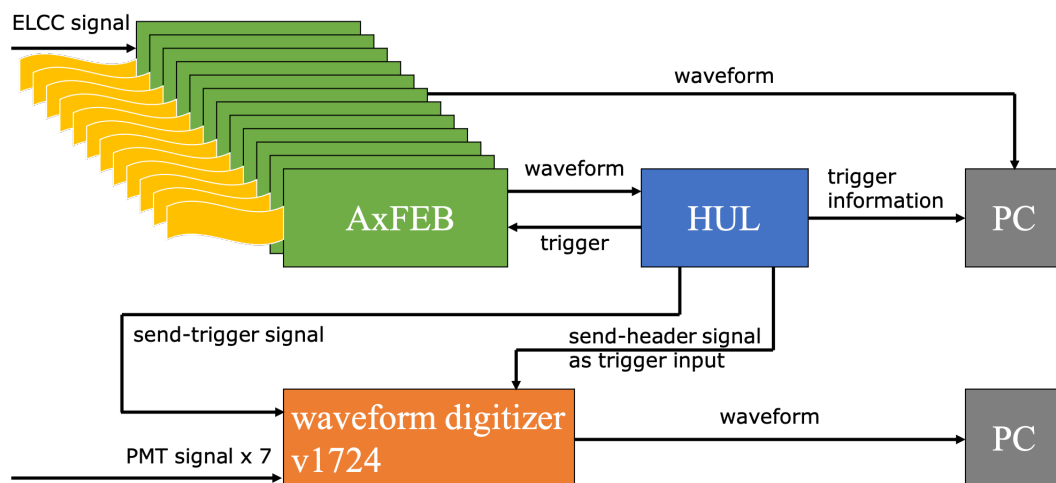 ELCC signal
waveform
waveform
trigger
information
AxFEB
HUL
PC
trigger
send-trigger signal
send-header signal
as trigger input
waveform digitizer
v1724
waveform
PC
PMT signal x 7